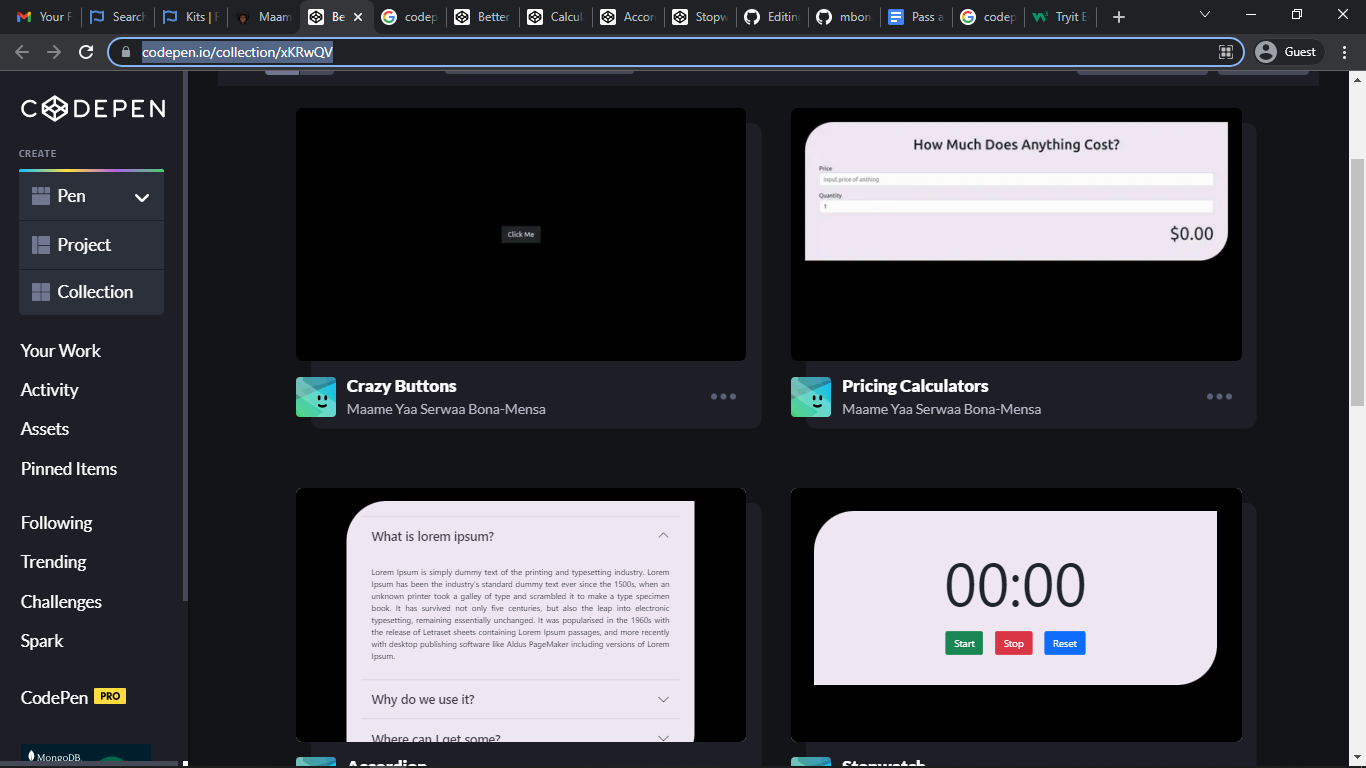 Your F
Search
Kits | F
Maam
Be
codep
Better
Calcul
Accor
Stopw
Editin
mbon
Pass a
codep
Tryit E
codepen.io/collection/xKRwQV
Guest
CODEPEN
CREATE
Pen
Project
Collection
Your Work
Activity
Assets
Pinned Items
Following
Trending
Challenges
Spark
CodePen PRO
MongoDB
Click Me
Crazy Buttons
Maame Yaa Serwaa Bona-Mensa
How Much Does Anything Cost?
Price
input price of anthing
Quantity
1
$0.00
Pricing Calculators
Maame Yaa Serwaa Bona-Mensa
What is lorem ipsum?
Lorem Ipsum is simply dummy text of the printing and typesetting industry. Lorem
Ipsum has been the industry's standard dummy text ever since the 1500s, when an
unknown printer took a galley of type and scrambled it to make a type specimen
book. It has survived not only five centuries, but also the leap into electronic
typesetting, remaining essentially unchanged. It was popularised in the 1960s with
the release of Letraset sheets containing Lorem Ipsum passages, and more recently
with desktop publishing software like Aldus PageMaker including versions of Lorem
Ipsum.
Why do we use it?
Where can I get some?
Accordion
00:00
Start
Stop
Reset
Stopwatch